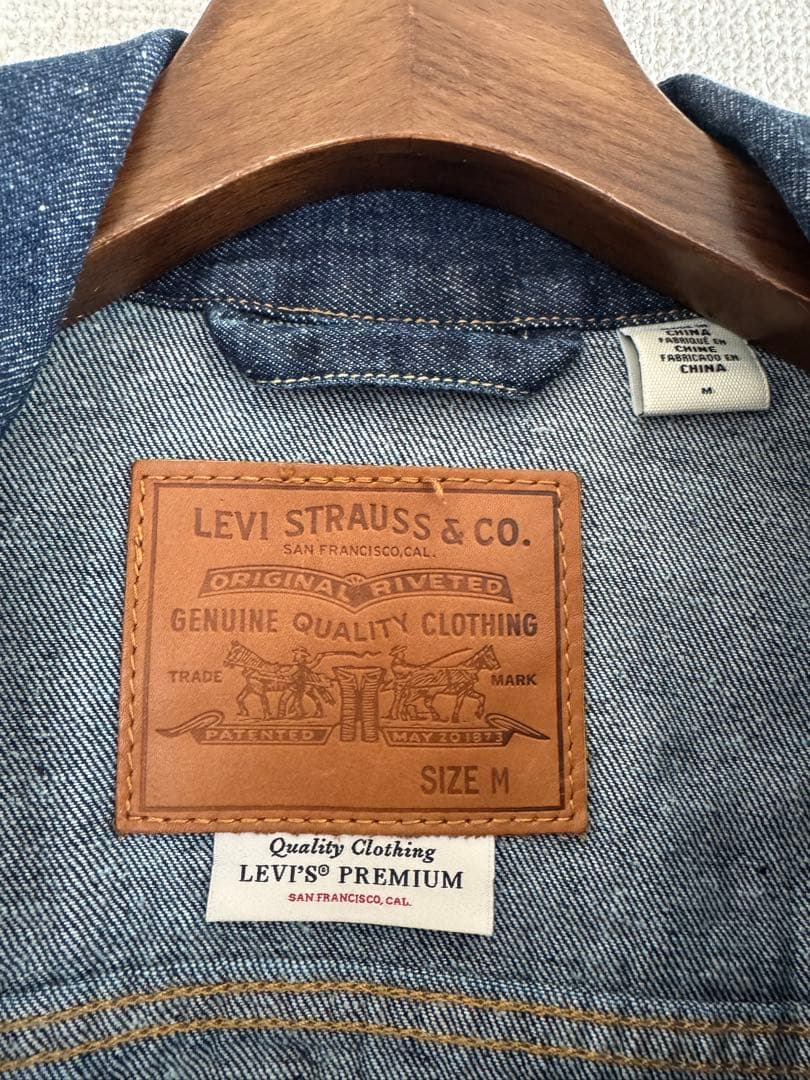 CHINA
FABRIQUÉ EN
CHINE
FABRICADO EN
CHINA
M
LEVI STRAUSS & CO.
SAN FRANCISCO, CAL.
ORIGINAL RIVETED
GENUINE QUALITY CLOTHING
TRADE MARK
PATENTED MAY 20 1873
SIZE M
Quality Clothing
LEVI'S® PREMIUM
SAN FRANCISCO, CAL.